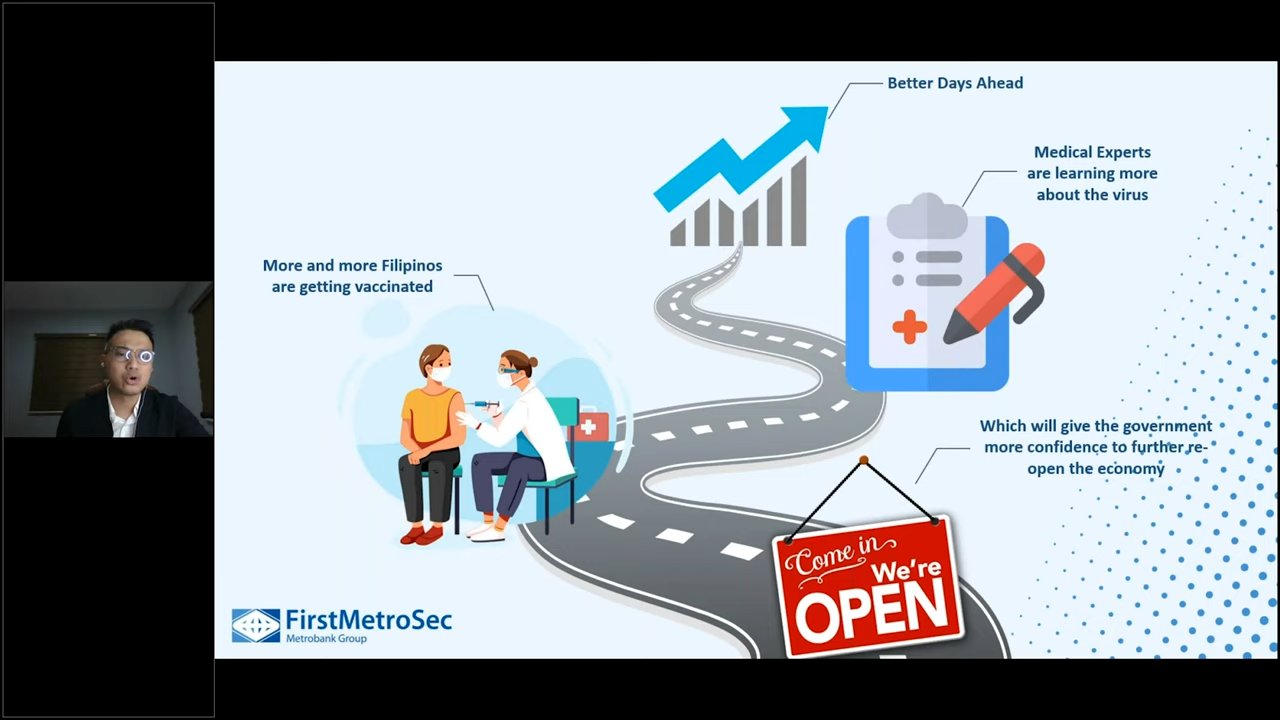 Better Days Ahead
Medical Experts
are learning more
about the virus
More and more Filipinos
are getting vaccinated
Which will give the government
more confidence to further re-
open the economy
Come in
We're
OPEN
FirstMetroSec
Metrobank Group